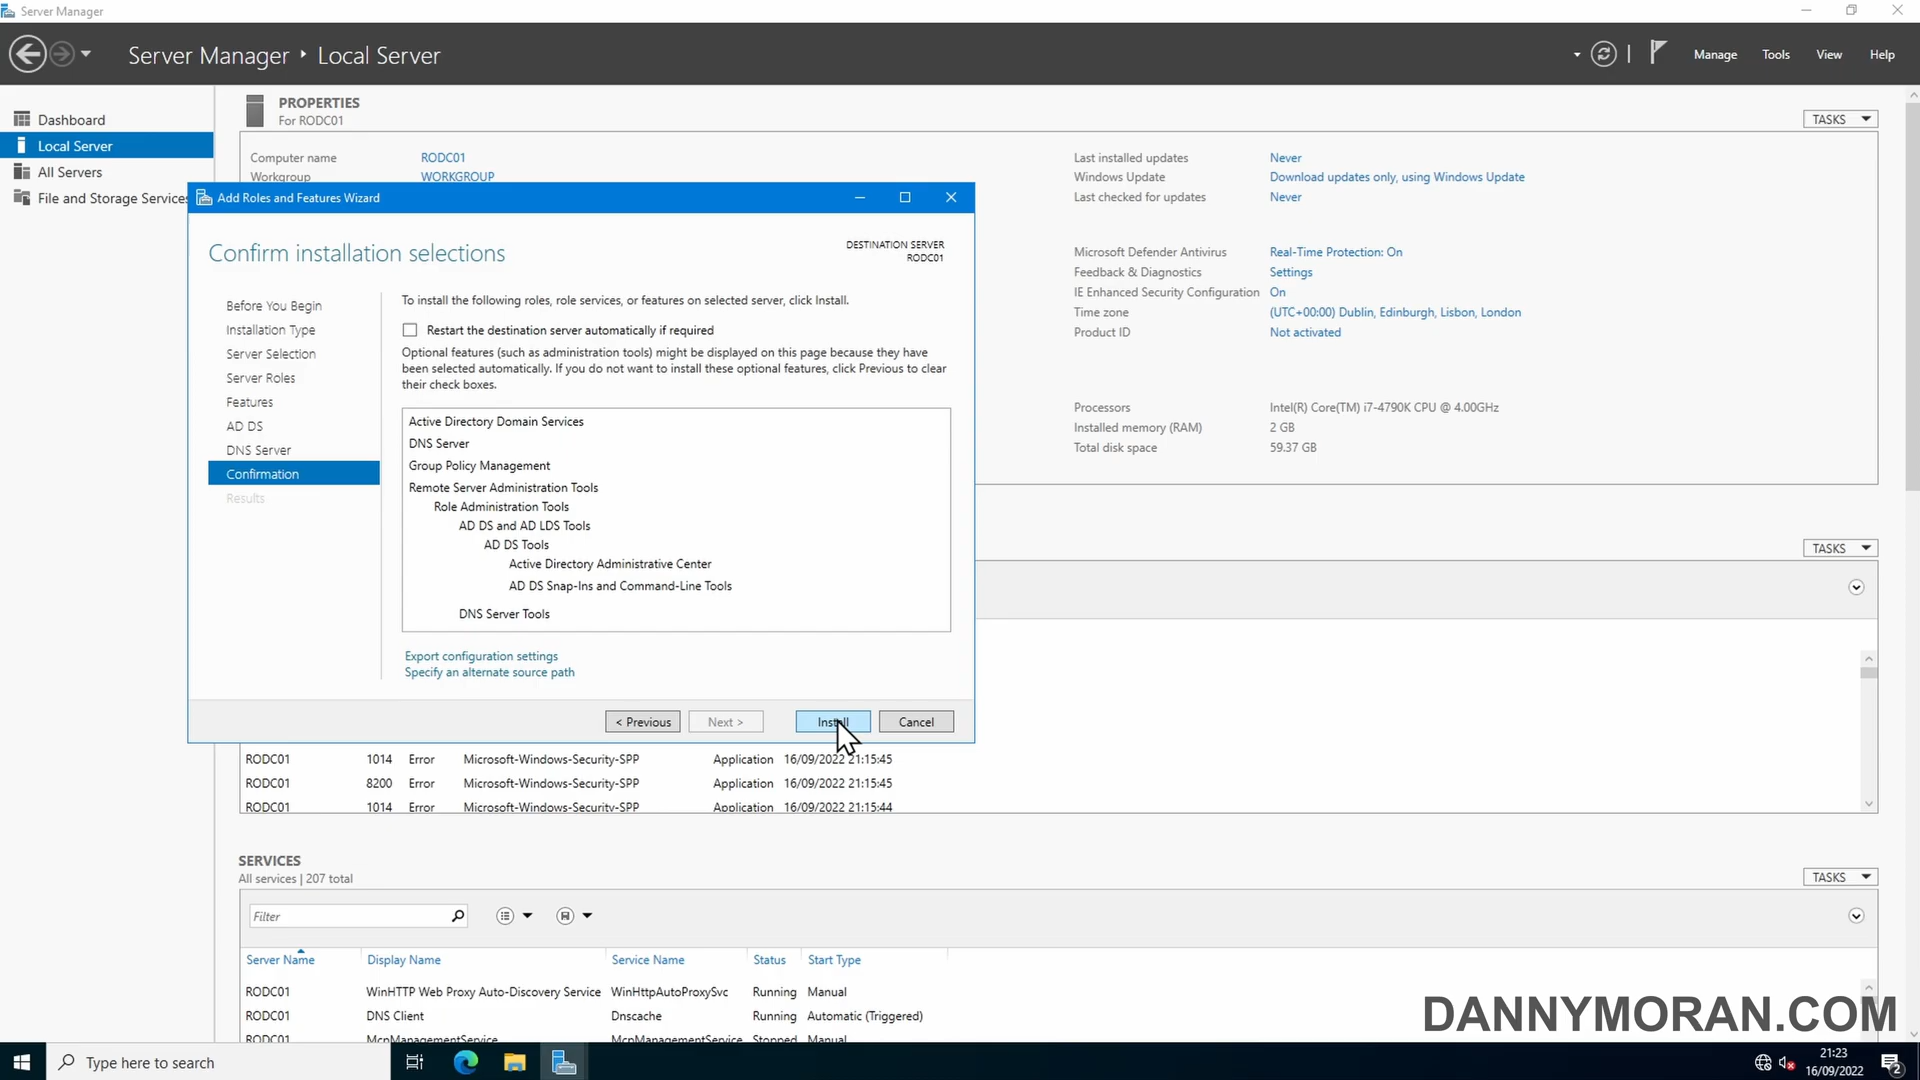 Server Manager
Server Manager ‣ Local Server
Manage Tools View Help
Dashboard
Local Server
All Servers
File and Storage Services
PROPERTIES
For RODC01
TASKS
Computer name RODC01
Workgroup WORKGROUP
Last installed updates Never
Windows Update Download updates only, using Windows Update
Last checked for updates Never
Microsoft Defender Antivirus Real-Time Protection: On
Feedback & Diagnostics Settings
IE Enhanced Security Configuration On
Time zone (UTC+00:00) Dublin, Edinburgh, Lisbon, London
Product ID Not activated
Processors Intel(R) Core(TM) i7-4790K CPU @ 4.00GHz
Installed memory (RAM) 2 GB
Total disk space 59.37 GB
TASKS
Add Roles and Features Wizard
Confirm installation selections
DESTINATION SERVER
RODC01
Before You Begin
Installation Type
Server Selection
Server Roles
Features
AD DS
DNS Server
Confirmation
Results
To install the following roles, role services, or features on selected server, click Install.
Restart the destination server automatically if required
Optional features (such as administration tools) might be displayed on this page because they have
been selected automatically. If you do not want to install these optional features, click Previous to clear
their check boxes.
Active Directory Domain Services
DNS Server
Group Policy Management
Remote Server Administration Tools
Role Administration Tools
AD DS and AD LDS Tools
AD DS Tools
Active Directory Administrative Center
AD DS Snap-Ins and Command-Line Tools
DNS Server Tools
Export configuration settings
Specify an alternate source path
< Previous Next > Install Cancel
RODC01 1014 Error Microsoft-Windows-Security-SPP Application 16/09/2022 21:15:45
RODC01 8200 Error Microsoft-Windows-Security-SPP Application 16/09/2022 21:15:45
RODC01 1014 Error Microsoft-Windows-Security-SPP Application 16/09/2022 21:15:44
SERVICES
All services | 207 total
TASKS
Filter
Server Name Display Name Service Name Status Start Type
RODC01 WinHTTP Web Proxy Auto-Discovery Service WinHttpAutoProxySvc Running Manual
RODC01 DNS Client Dnscache Running Automatic (Triggered)
RODC01 McpManagementService McpManagementService Stopped Manual
DANNYMORAN.COM
Type here to search
21:23
16/09/2022
2